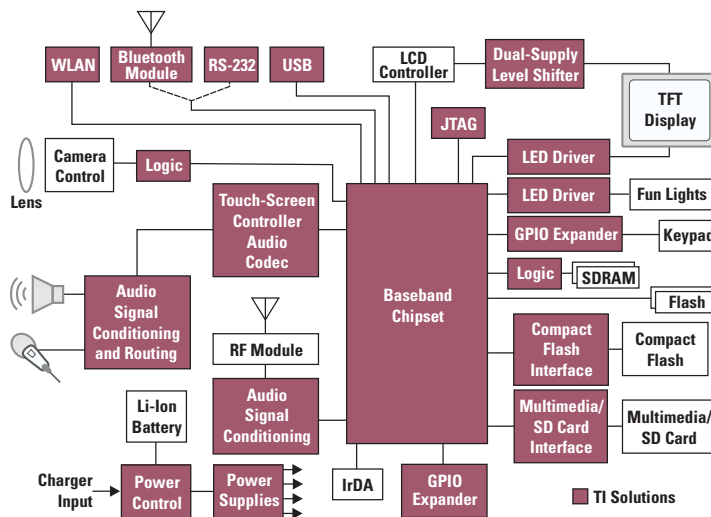 WLAN
Bluetooth
Module
RS-232
USB
LCD
Controller
Dual-Supply
Level Shifter
TFT
Display
JTAG
Camera
Control
Logic
Lens
LED Driver
LED Driver
Fun Lights
Touch-Screen
Controller
Audio
Codec
GPIO Expander
Keypad
Logic
SDRAM
Flash
Baseband
Chipset
Audio
Signal
Conditioning
and Routing
RF Module
Compact
Flash
Interface
Compact
Flash
Audio
Signal
Conditioning
Li-Ion
Battery
Multimedia/
SD Card
Interface
Multimedia/
SD Card
Charger
Input
Power
Control
Power
Supplies
IrDA
GPIO
Expander
TI Solutions